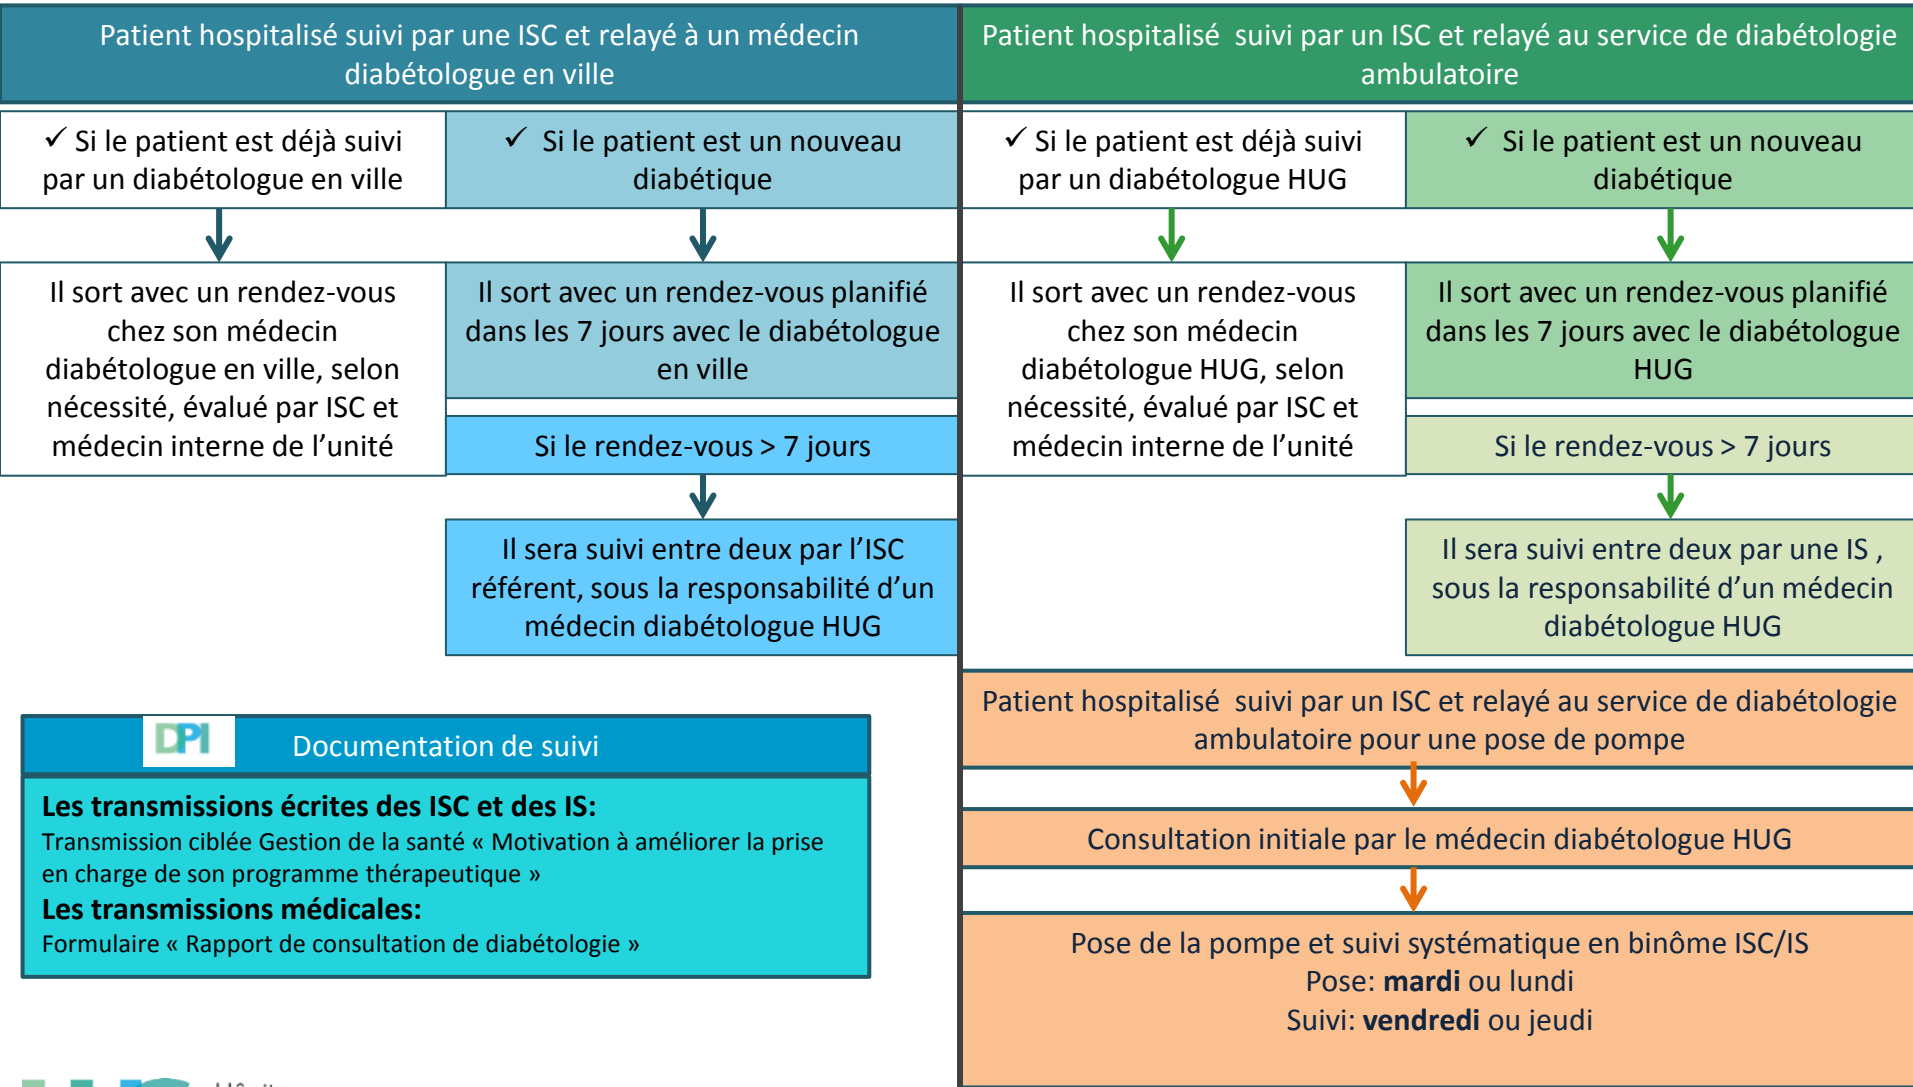 Patient hospitalisé suivi par une ISC et relayé à un médecin
diabétologue en ville
✓ Si le patient est déjà suivi
par un diabétologue en ville
✓ Si le patient est un nouveau
diabétique
Il sort avec un rendez-vous
chez son médecin
diabétologue en ville, selon
nécessité, évalué par ISC et
médecin interne de l’unité
Il sort avec un rendez-vous planifié
dans les 7 jours avec le diabétologue
en ville
Si le rendez-vous > 7 jours
Il sera suivi entre deux par l’ISC
référent, sous la responsabilité d’un
médecin diabétologue HUG
Patient hospitalisé suivi par un ISC et relayé au service de diabétologie
ambulatoire
✓ Si le patient est déjà suivi
par un diabétologue HUG
✓ Si le patient est un nouveau
diabétique
Il sort avec un rendez-vous
chez son médecin
diabétologue HUG, selon
nécessité, évalué par ISC et
médecin interne de l’unité
Il sort avec un rendez-vous planifié
dans les 7 jours avec le diabétologue
HUG
Si le rendez-vous > 7 jours
Il sera suivi entre deux par une IS ,
sous la responsabilité d’un médecin
diabétologue HUG
Patient hospitalisé suivi par un ISC et relayé au service de diabétologie
ambulatoire pour une pose de pompe
Consultation initiale par le médecin diabétologue HUG
Pose de la pompe et suivi systématique en binôme ISC/IS
Pose: mardi ou lundi
Suivi: vendredi ou jeudi
DPI
Documentation de suivi
Les transmissions écrites des ISC et des IS:
Transmission ciblée Gestion de la santé « Motivation à améliorer la prise
en charge de son programme thérapeutique »
Les transmissions médicales:
Formulaire « Rapport de consultation de diabétologie »